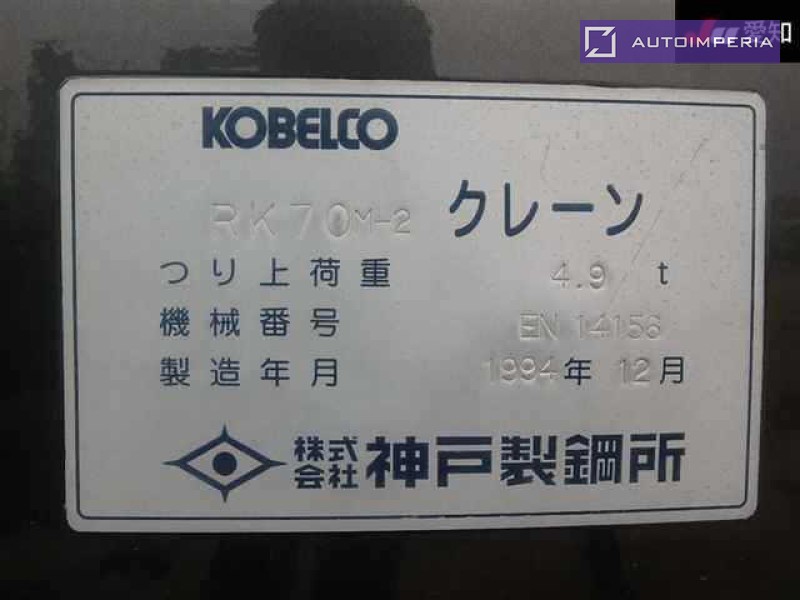 愛知
AUTOIMPERIA
KOBELCO
RK70M-2 クレーン
つり上荷重 4.9 t
機械番号 EN 14156
製造年月 1994年 12月
株式会社 神戸製鋼所